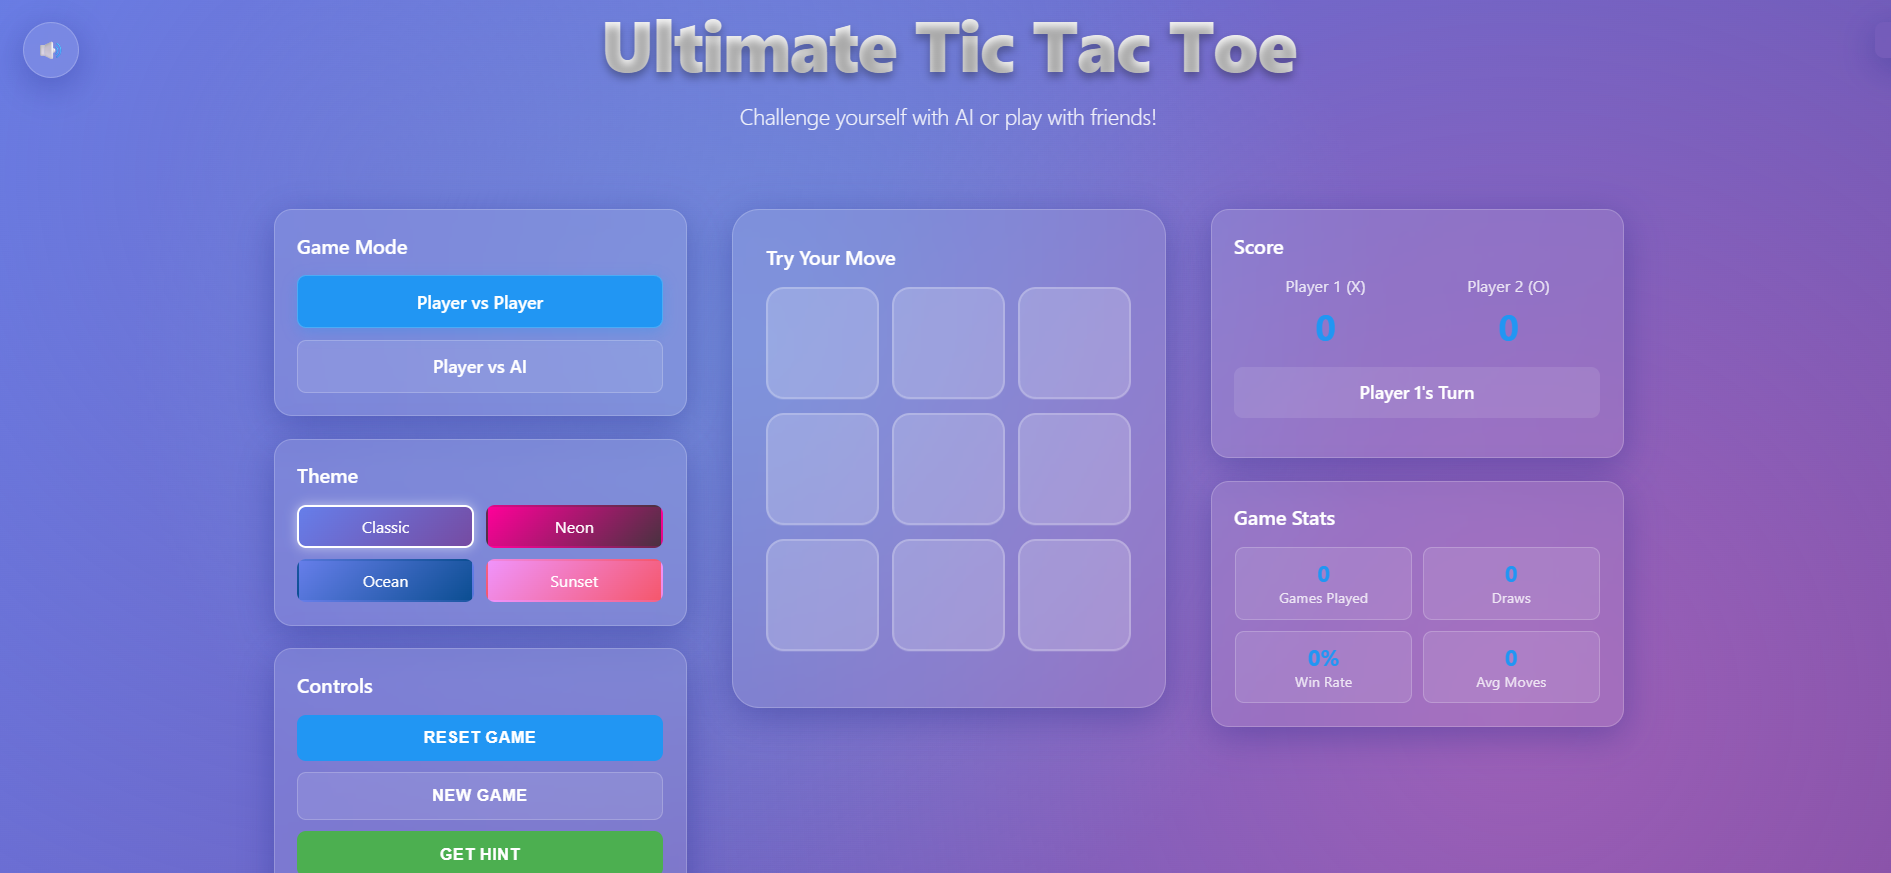 Ultimate Tic Tac Toe
Challenge yourself with AI or play with friends!
Game Mode
Player vs Player
Player vs AI
Theme
Classic
Neon
Ocean
Sunset
Controls
RESET GAME
NEW GAME
GET HINT
Try Your Move
Score
Player 1 (X)
Player 2 (O)
0
0
Player 1's Turn
Game Stats
0
Games Played
0
Draws
0%
Win Rate
0
Avg Moves